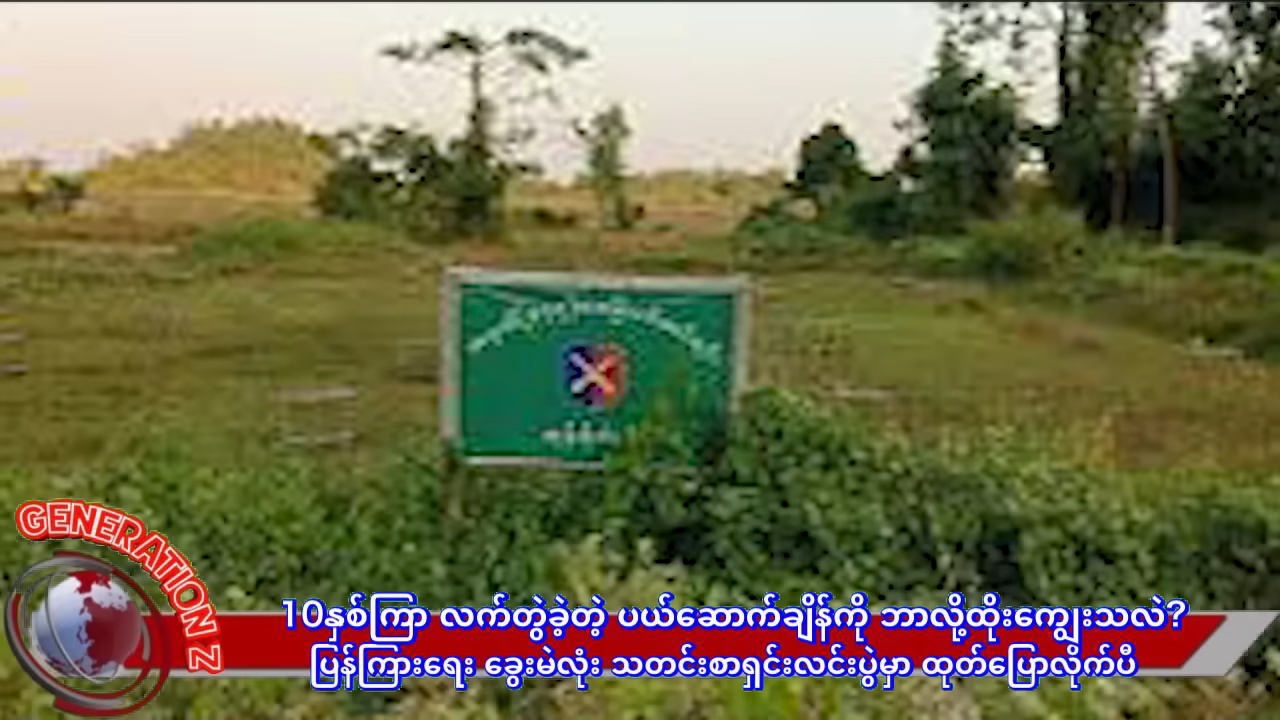 GENERATION Z
10နှစ်ကြာ လက်တွဲခဲ့တဲ့ ပယ်ဆောက်ချိန်ကို ဘာလို့ထိုးကျွေးသလဲ?
ပြန်ကြားရေး ခွေးမဲလုံး သတင်းစာရှင်းလင်းပွဲမှာ ထုတ်ပြောလိုက်ပီ